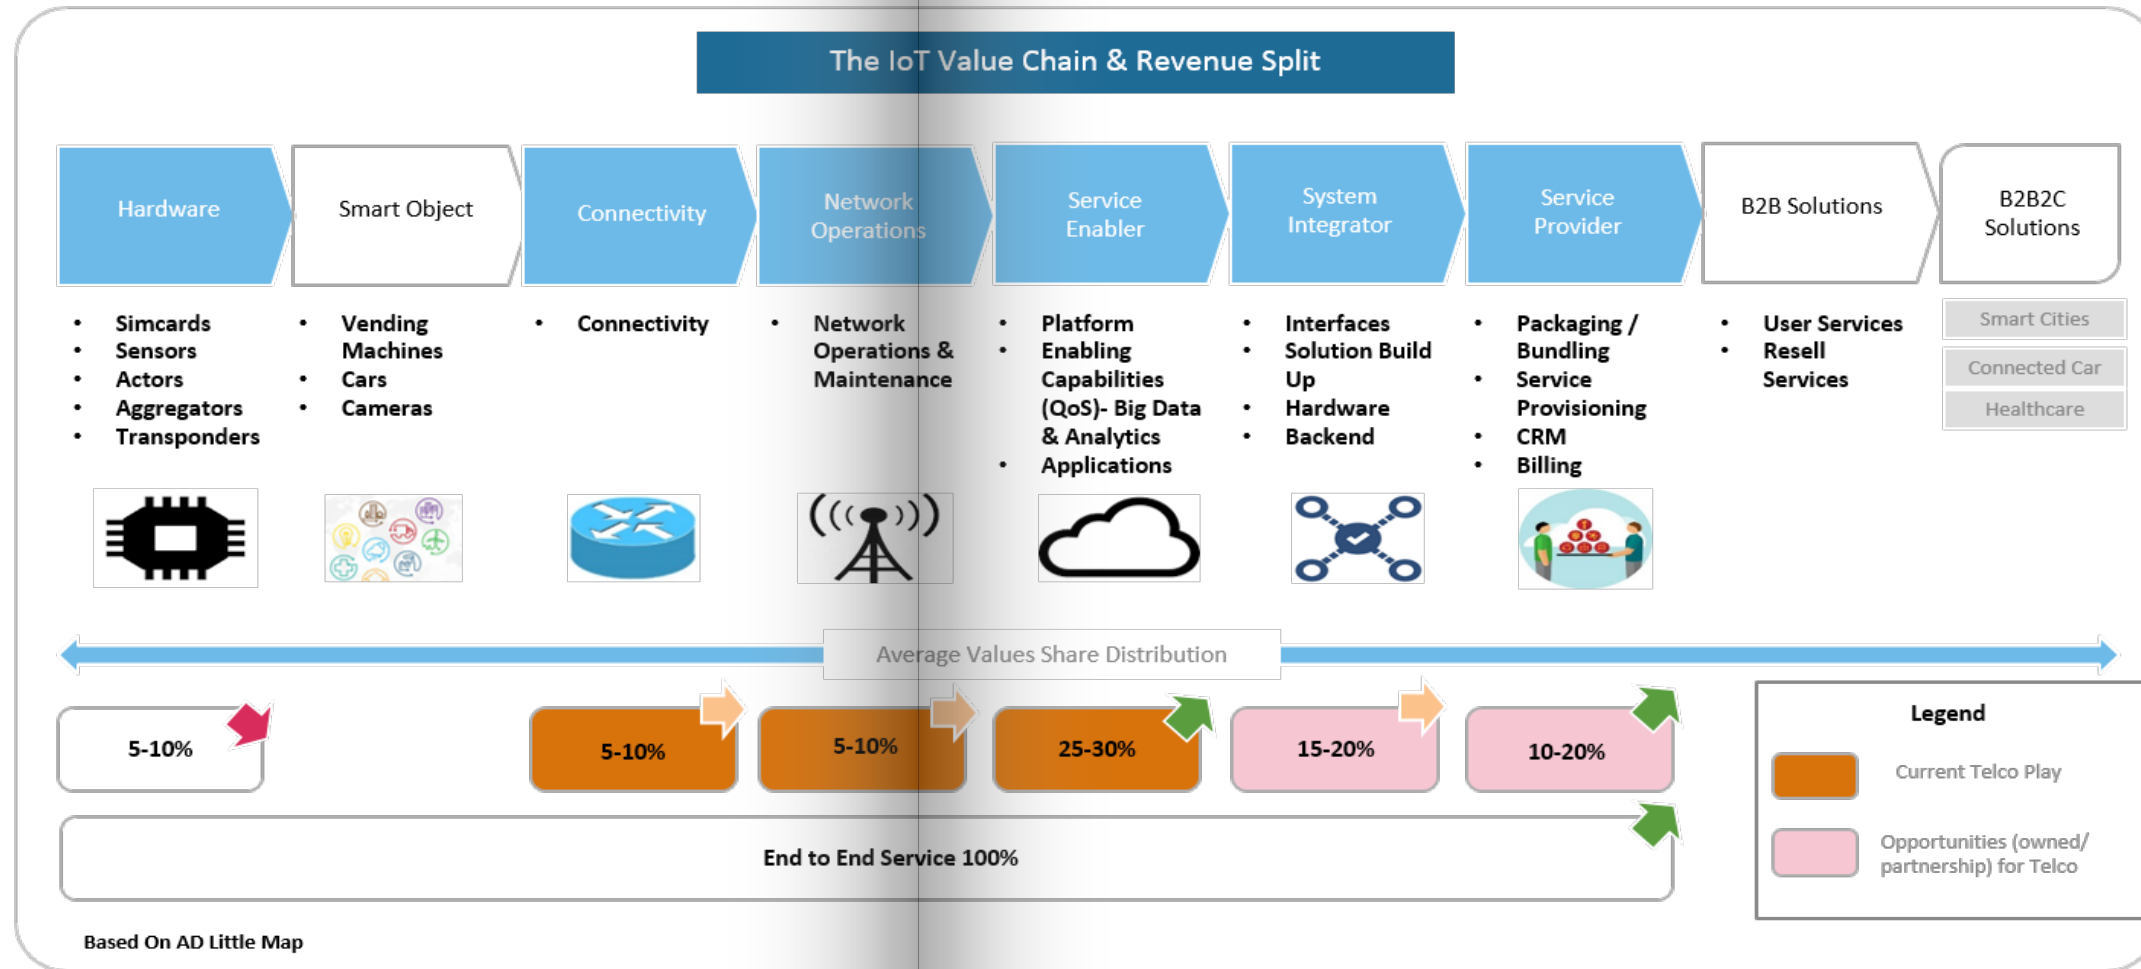 The IoT Value Chain & Revenue Split
Hardware
Smart Object
Connectivity
Network
Operations
Service
Enabler
System
Integrator
Service
Provider
B2B Solutions
B2B2C
Solutions
• Simcards
• Sensors
• Actors
• Aggregators
• Transponders
• Vending
Machines
• Cars
• Cameras
• Connectivity
• Network
Operations &
Maintenance
• Platform
• Enabling
Capabilities
(QoS)- Big Data
& Analytics
• Applications
• Interfaces
• Solution Build
Up
• Hardware
• Backend
• Packaging /
Bundling
• Service
Provisioning
• CRM
• Billing
• User Services
• Resell
Services
Smart Cities
Connected Car
Healthcare
Average Values Share Distribution
5-10%
5-10%
5-10%
25-30%
15-20%
10-20%
End to End Service 100%
Legend
Current Telco Play
Opportunities (owned/
partnership) for Telco
Based On AD Little Map